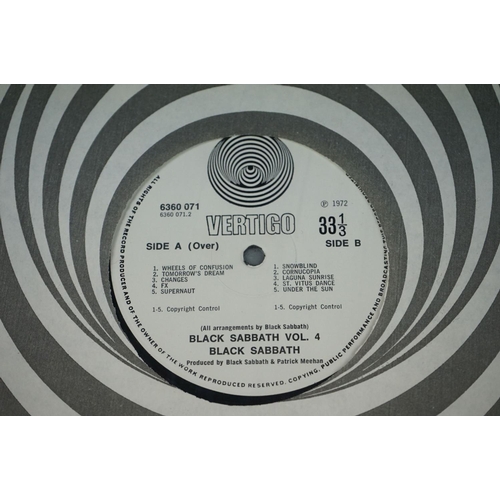 6360 071
6360 071.2
℗ 1972
VERTIGO
33 1/3
SIDE A (Over)
SIDE B
1. WHEELS OF CONFUSION
2. TOMORROW'S DREAM
3. CHANGES
4. FX
5. SUPERNAUT
1-5. Copyright Control
1. SNOWBLIND
2. CORNUCOPIA
3. LAGUNA SUNRISE
4. ST. VITUS DANCE
5. UNDER THE SUN
1-5. Copyright Control
(All arrangements by Black Sabbath)
BLACK SABBATH VOL. 4
BLACK SABBATH
Produced by Black Sabbath & Patrick Meehan
ALL RIGHTS OF THE RECORD PRODUCER AND OF THE OWNER OF THE WORK REPRODUCED RESERVED. COPYING, PUBLIC PERFORMANCE AND BROADCASTING